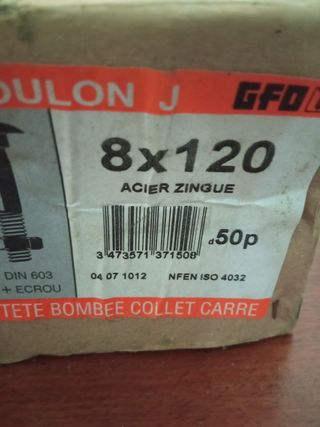 OULON J GFD
8x120
ACIER ZINGUE
50p
3 473571 371508
DIN 603
+ ECROU
04 07 1012 NFEN ISO 4032
TETE BOMBEE COLLET CARRE